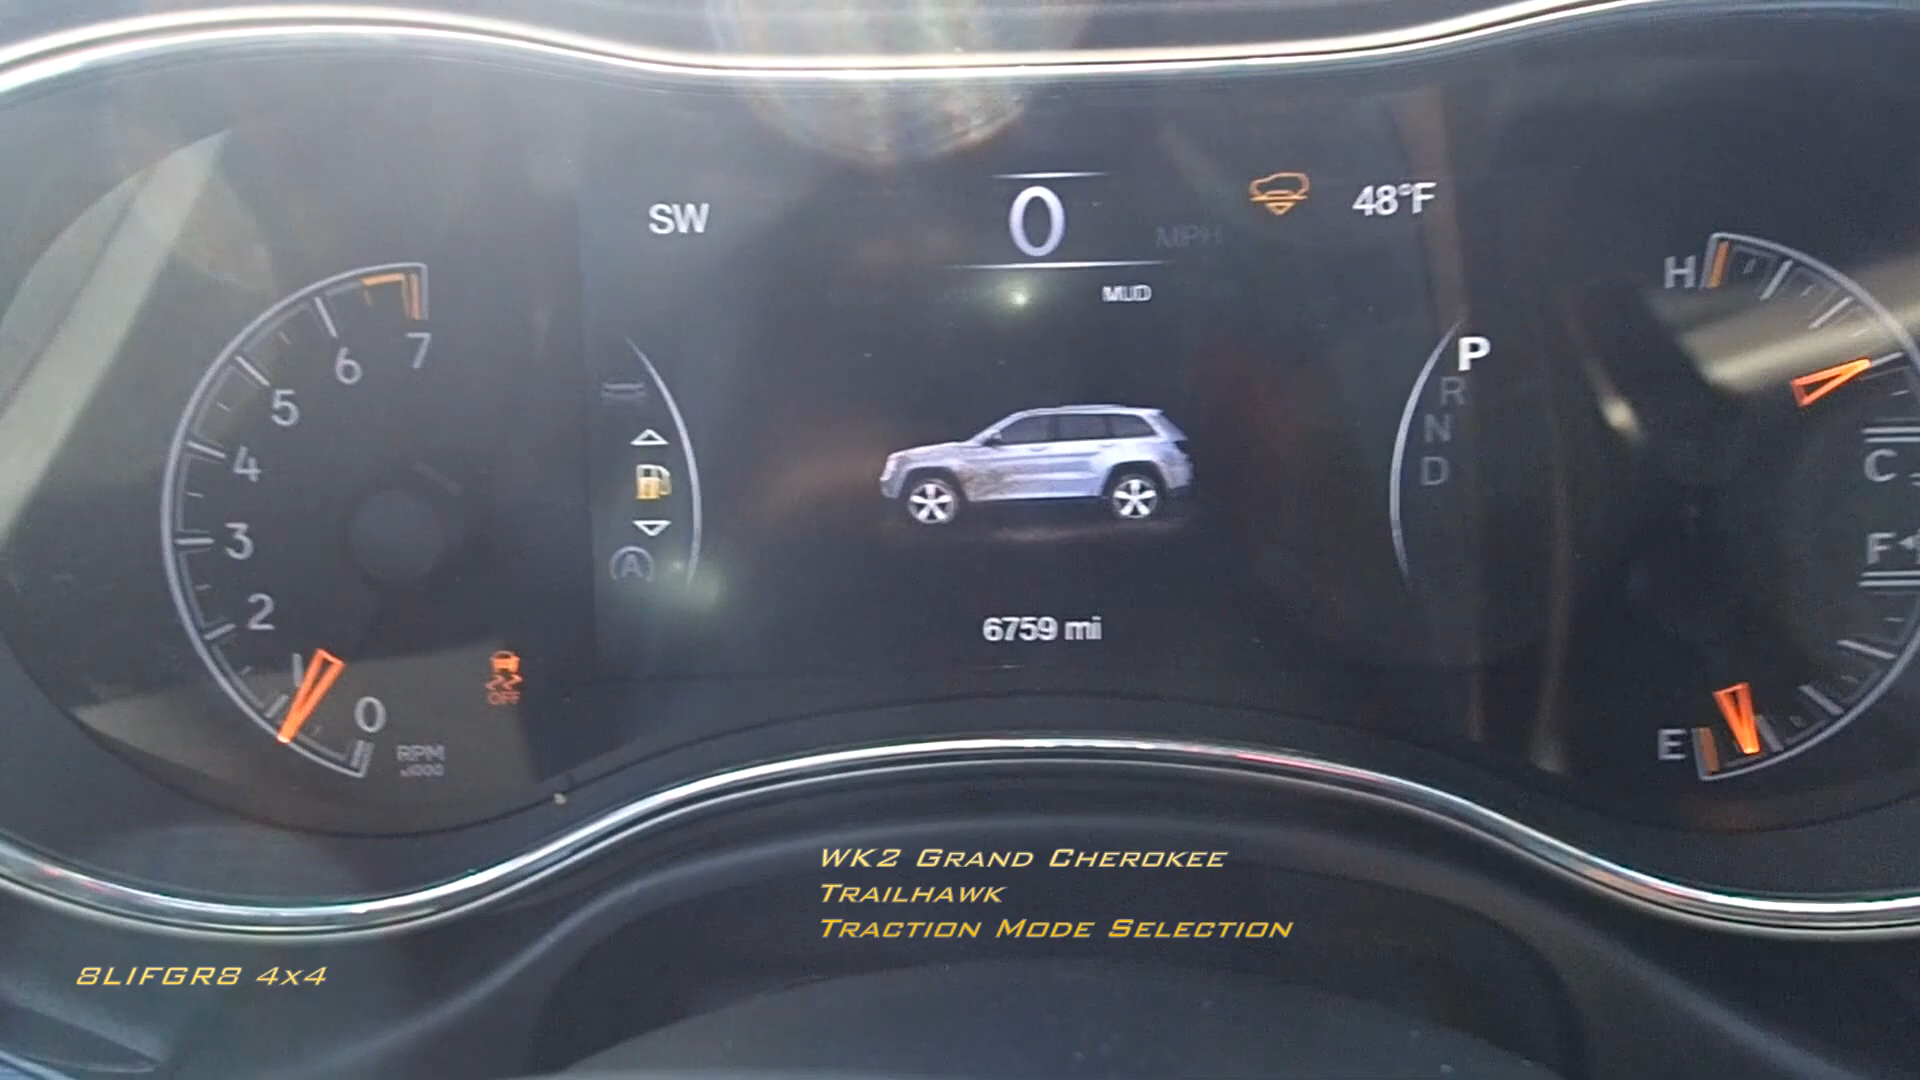 SW
0
MPH
48°F
MUD
7
6
5
4
3
2
1
0
RPM
x1000
OFF
A
P
R
N
D
6759 mi
H
C
F
E
WK2 Grand Cherokee
Trailhawk
Traction Mode Selection
8LIFGR8 4x4